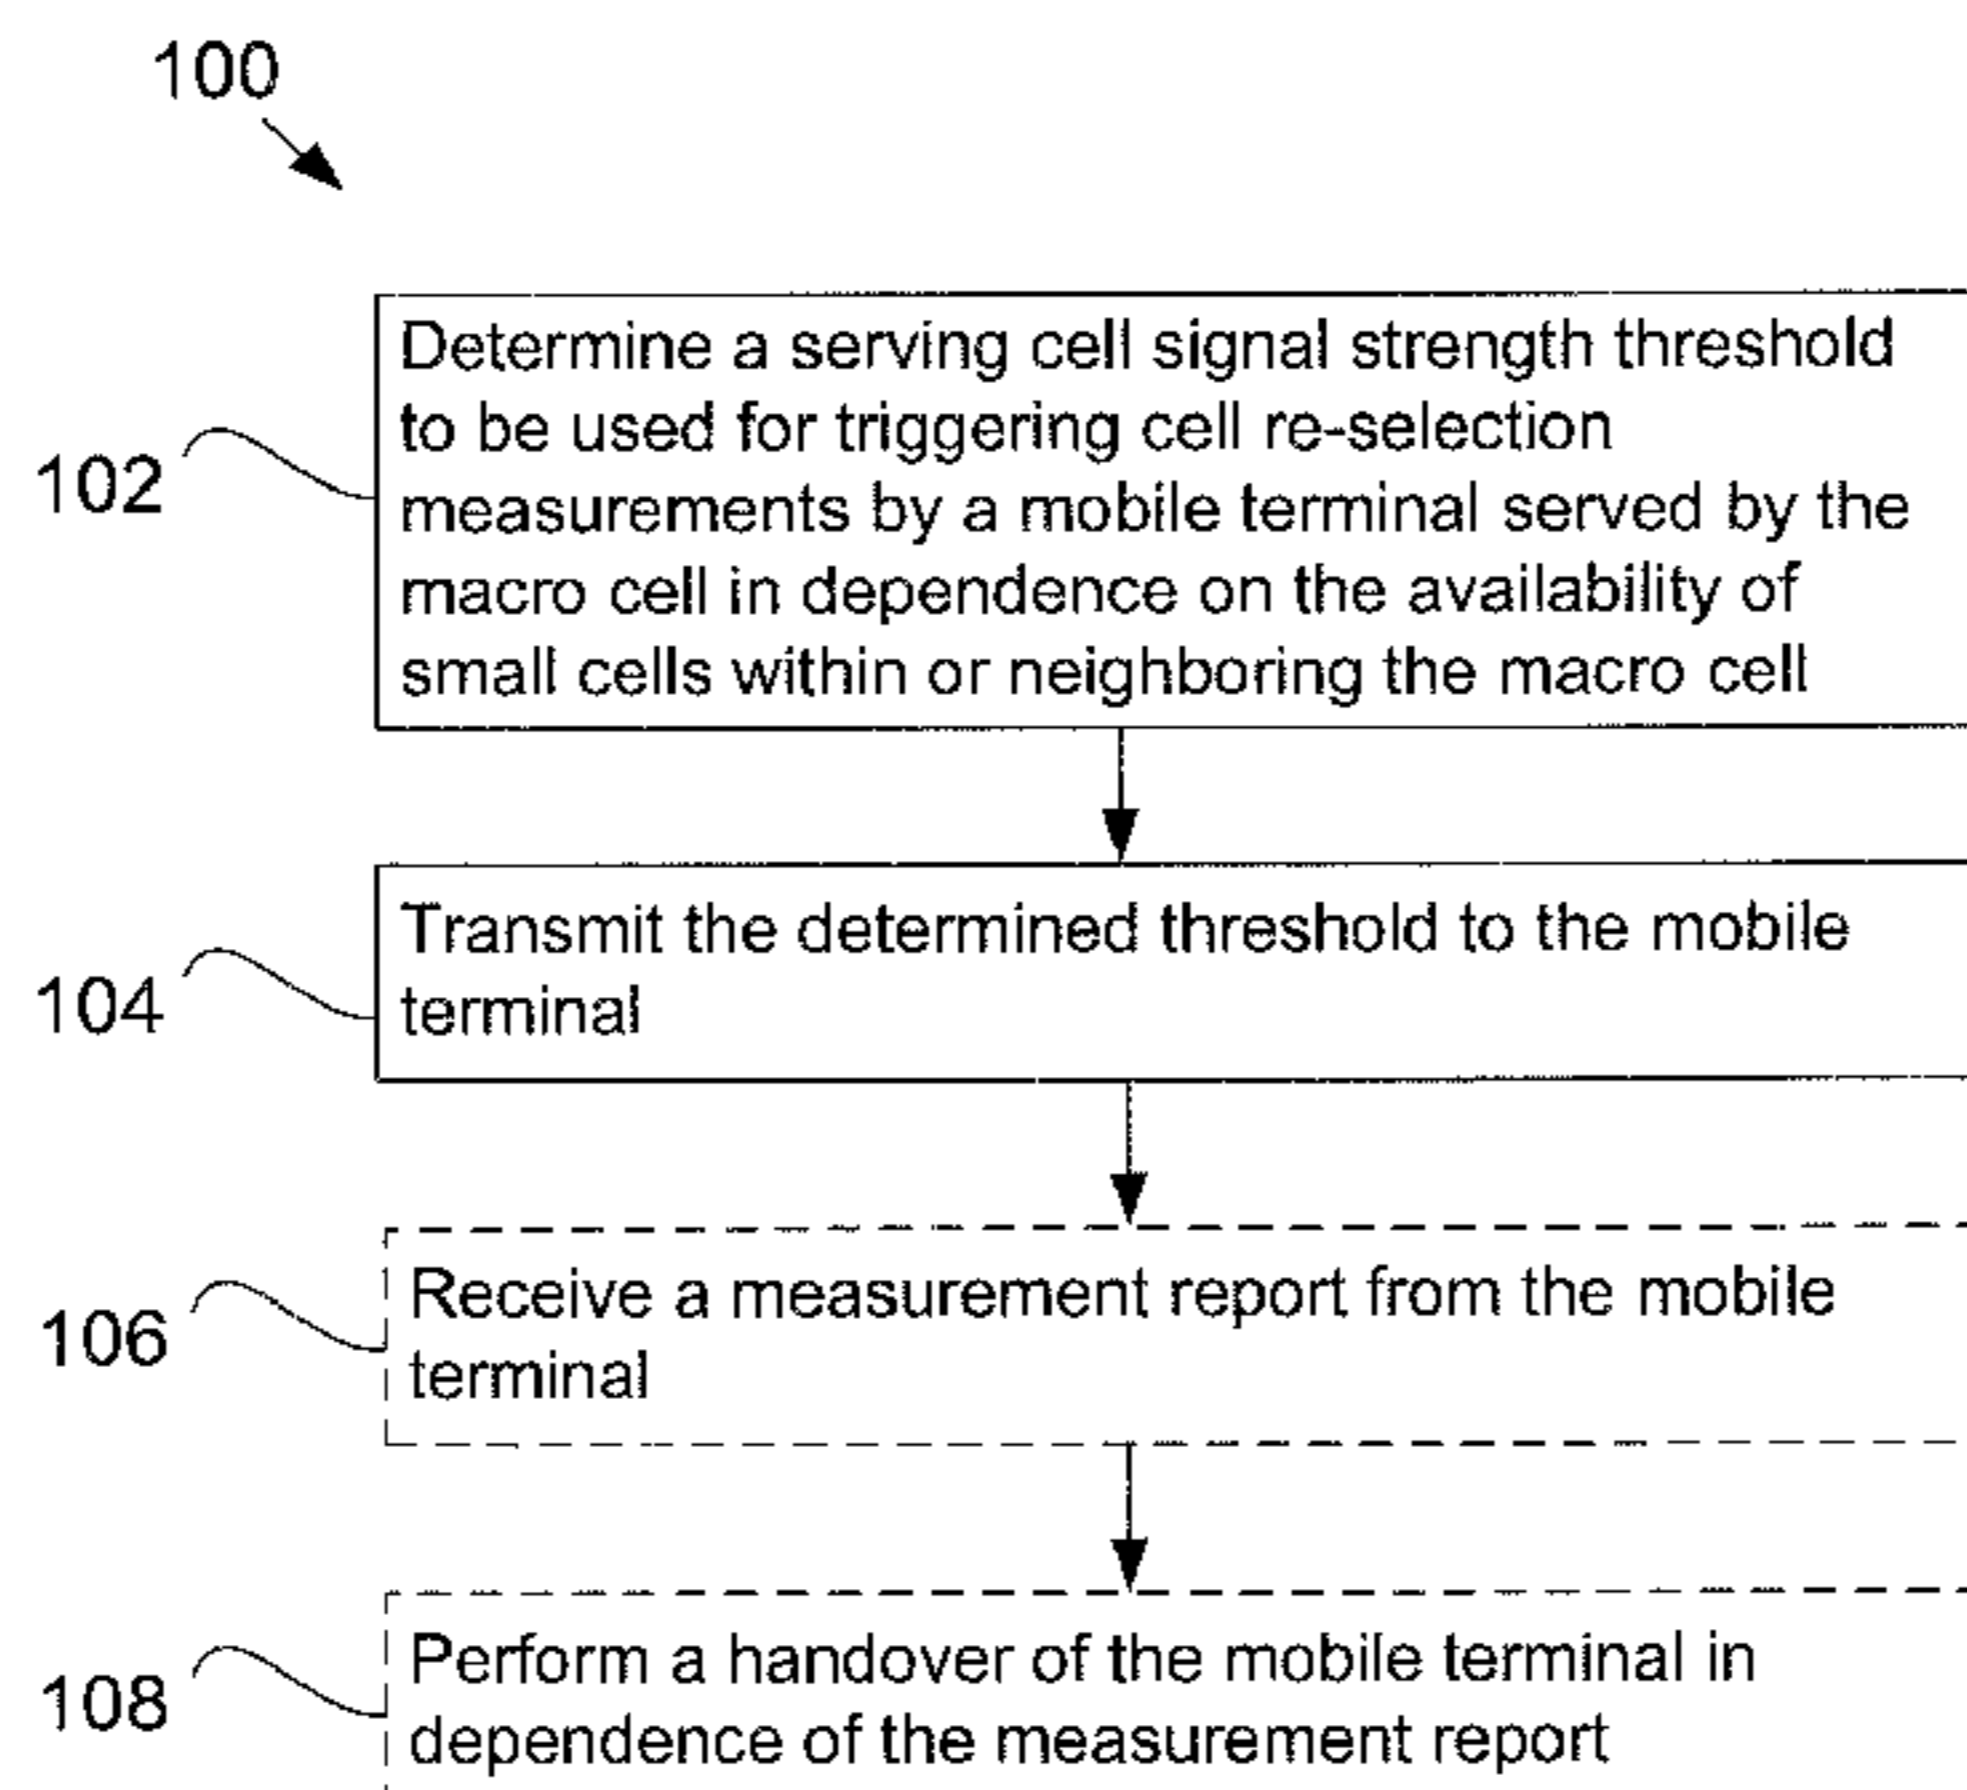 100
102
Determine a serving cell signal strength threshold
to be used for triggering cell re-selection
measurements by a mobile terminal served by the
macro cell in dependence on the availability of
small cells within or neighboring the macro cell
104
Transmit the determined threshold to the mobile
terminal
106
Receive a measurement report from the mobile
terminal
108
Perform a handover of the mobile terminal in
dependence of the measurement report